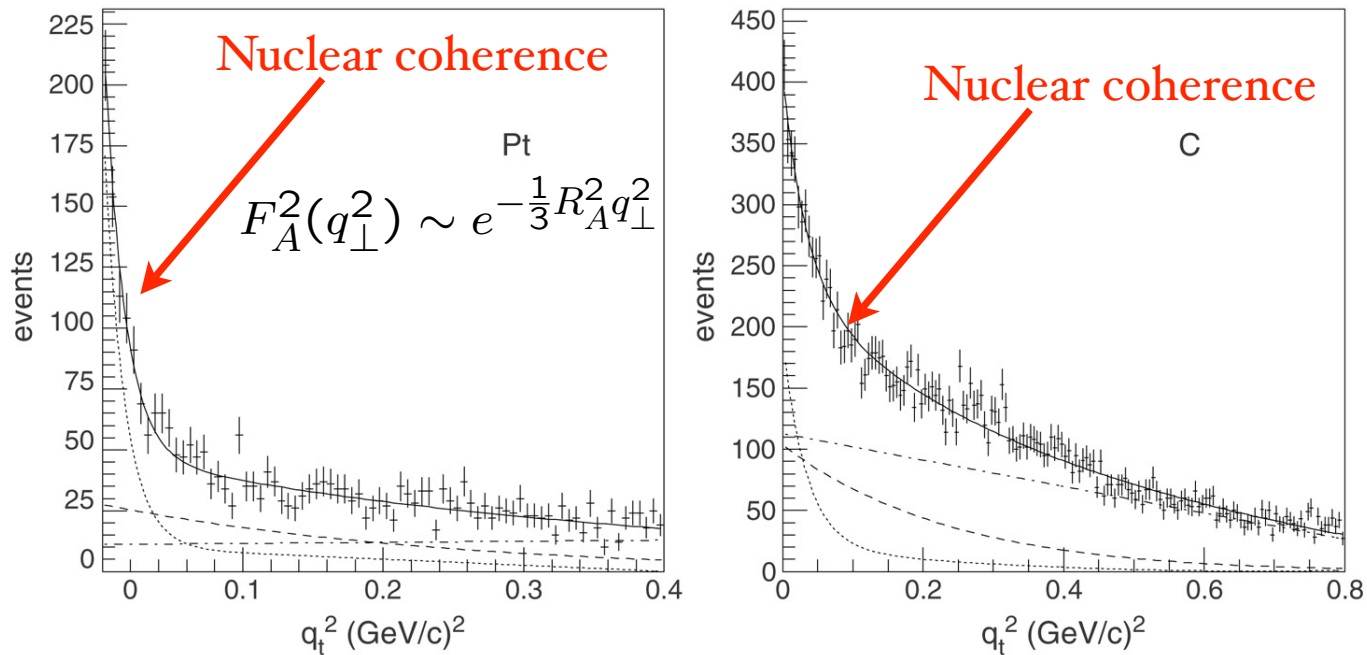 225
200
175
150
125
100
75
50
25
0
events
Nuclear coherence
Pt
F_A^2(q_⊥^2) ∼ e^{-\frac{1}{3}R_A^2 q_⊥^2}
0 0.1 0.2 0.3 0.4
q_t^2 (GeV/c)^2
450
400
350
300
250
200
150
100
50
0
events
Nuclear coherence
C
0 0.2 0.4 0.6 0.8
q_t^2 (GeV/c)^2